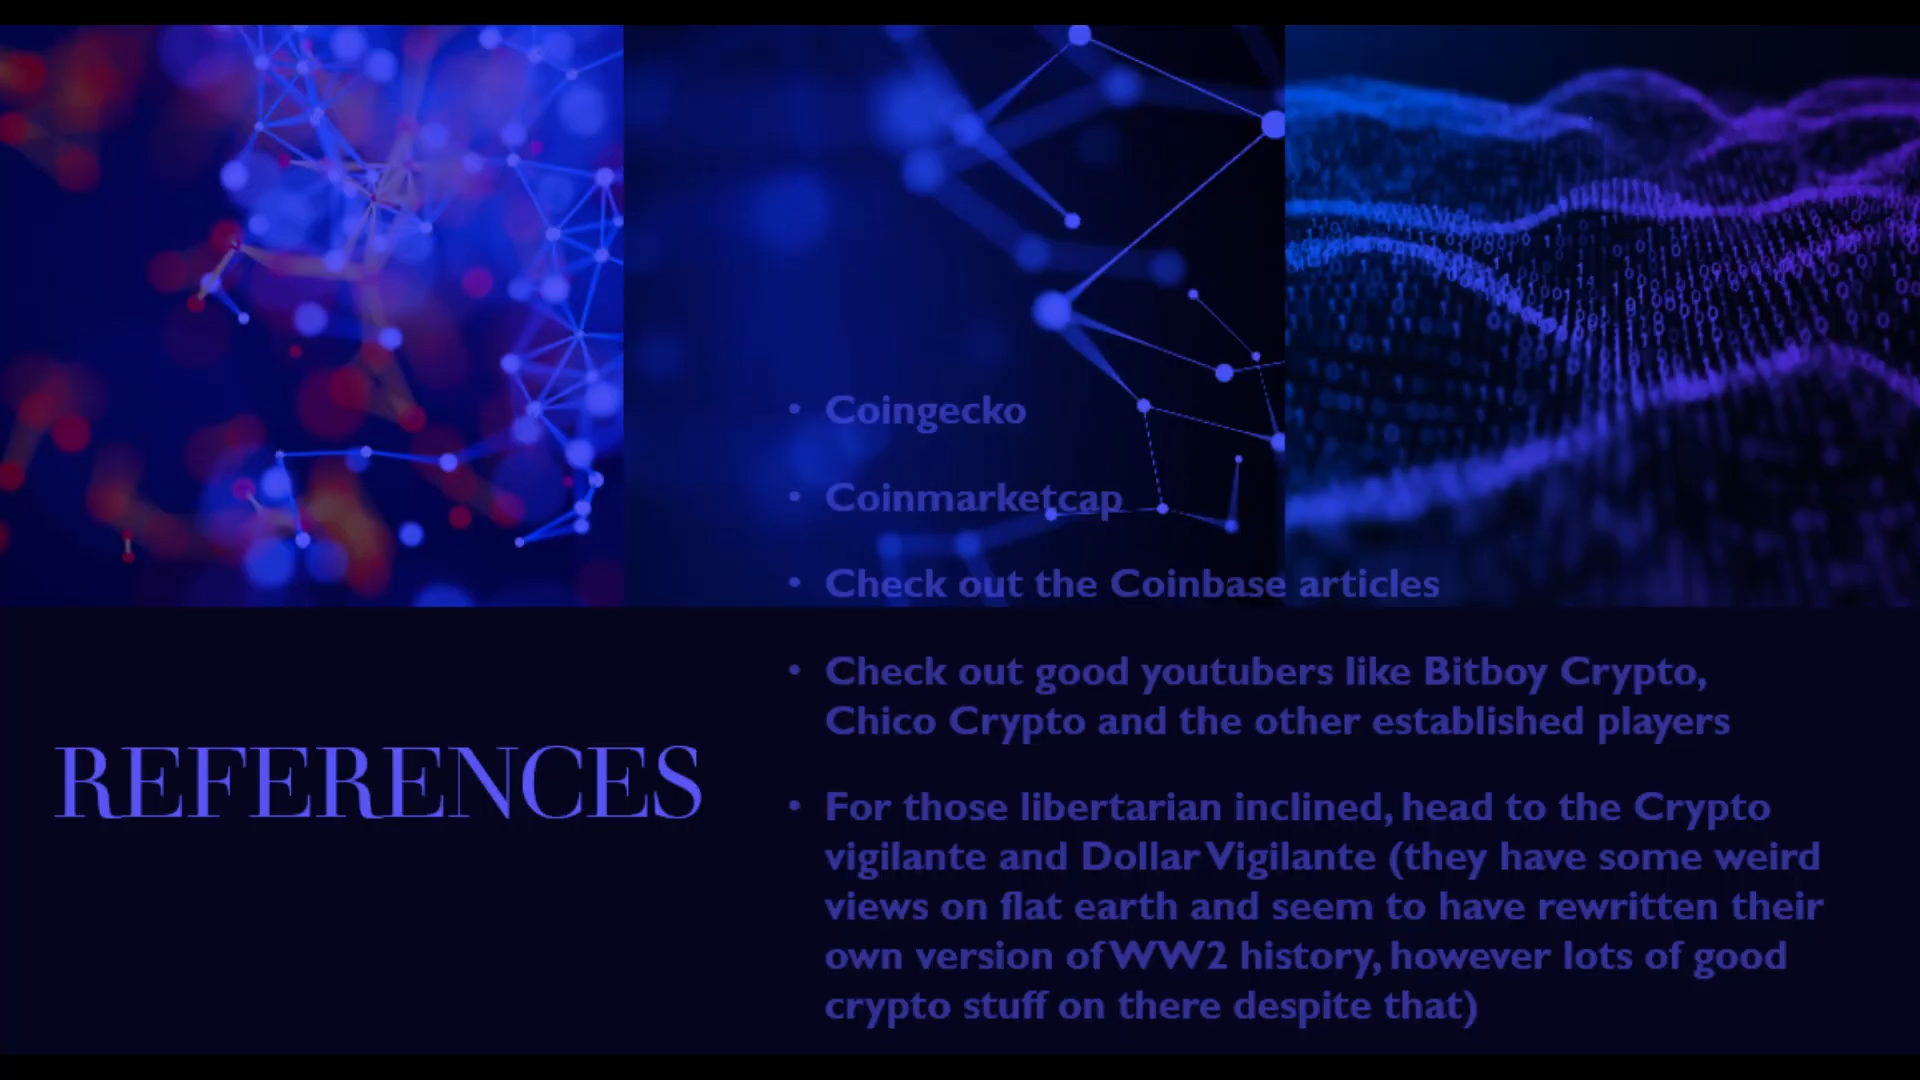 • Coingecko
• Coinmarketcap
• Check out the Coinbase articles
• Check out good youtubers like Bitboy Crypto,
Chico Crypto and the other established players
REFERENCES
• For those libertarian inclined, head to the Crypto
vigilante and Dollar Vigilante (they have some weird
views on flat earth and seem to have rewritten their
own version of WW2 history, however lots of good
crypto stuff on there despite that)